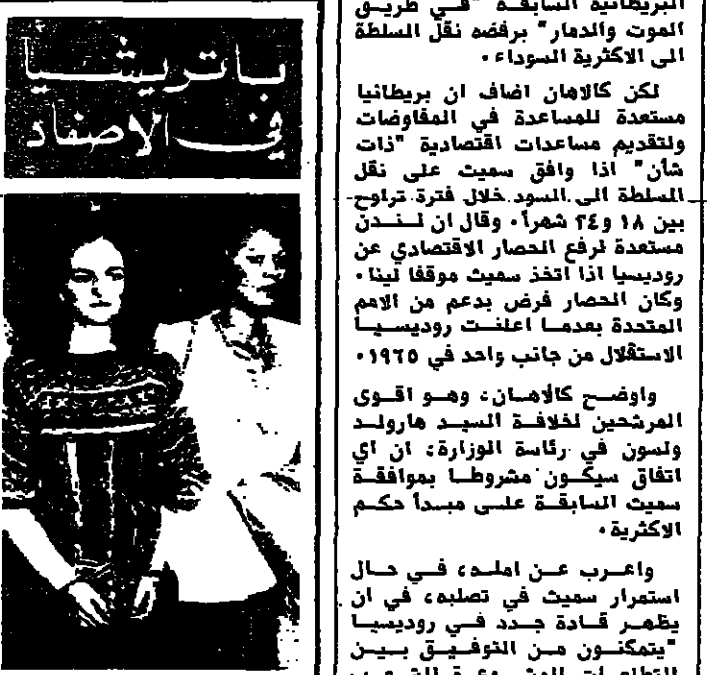 باتريشيا
في الاصفاد
البريطانية السابقة "في طريق
الموت والدمار" برفضه نقل السلطة
الى الاكثرية السوداء ·
لكن كالاهان اضاف ان بريطانيا
مستعدة للمساعدة في المفاوضات
ولتقديم مساعدات اقتصادية "ذات
شأن" اذا وافق سميث على نقل
السلطة الى السود خلال فترة تراوح
بين ١٨ و٢٤ شهراً · وقال ان لندن
مستعدة لرفع الحصار الاقتصادي عن
روديسيا اذا اتخذ سميث موقفا لينا ·
وكان الحصار فرض بدعم من الامم
المتحدة بعدما اعلنت روديسيا
الاستقلال من جانب واحد في ١٩٦٥ ·
واوضح كالاهان، وهو اقوى
المرشحين لخلافة السيد هارولد
ولسون في رئاسة الوزارة، ان أي
اتفاق سيكون مشروطا بموافقة
سميث السابقة على مبدأ حكم
الاكثرية ·
واعرب عن امله، في حال
استمرار سميث في تصلبه، في ان
يظهر قادة جدد في روديسيا
"يتمكنون من التوفيق بين